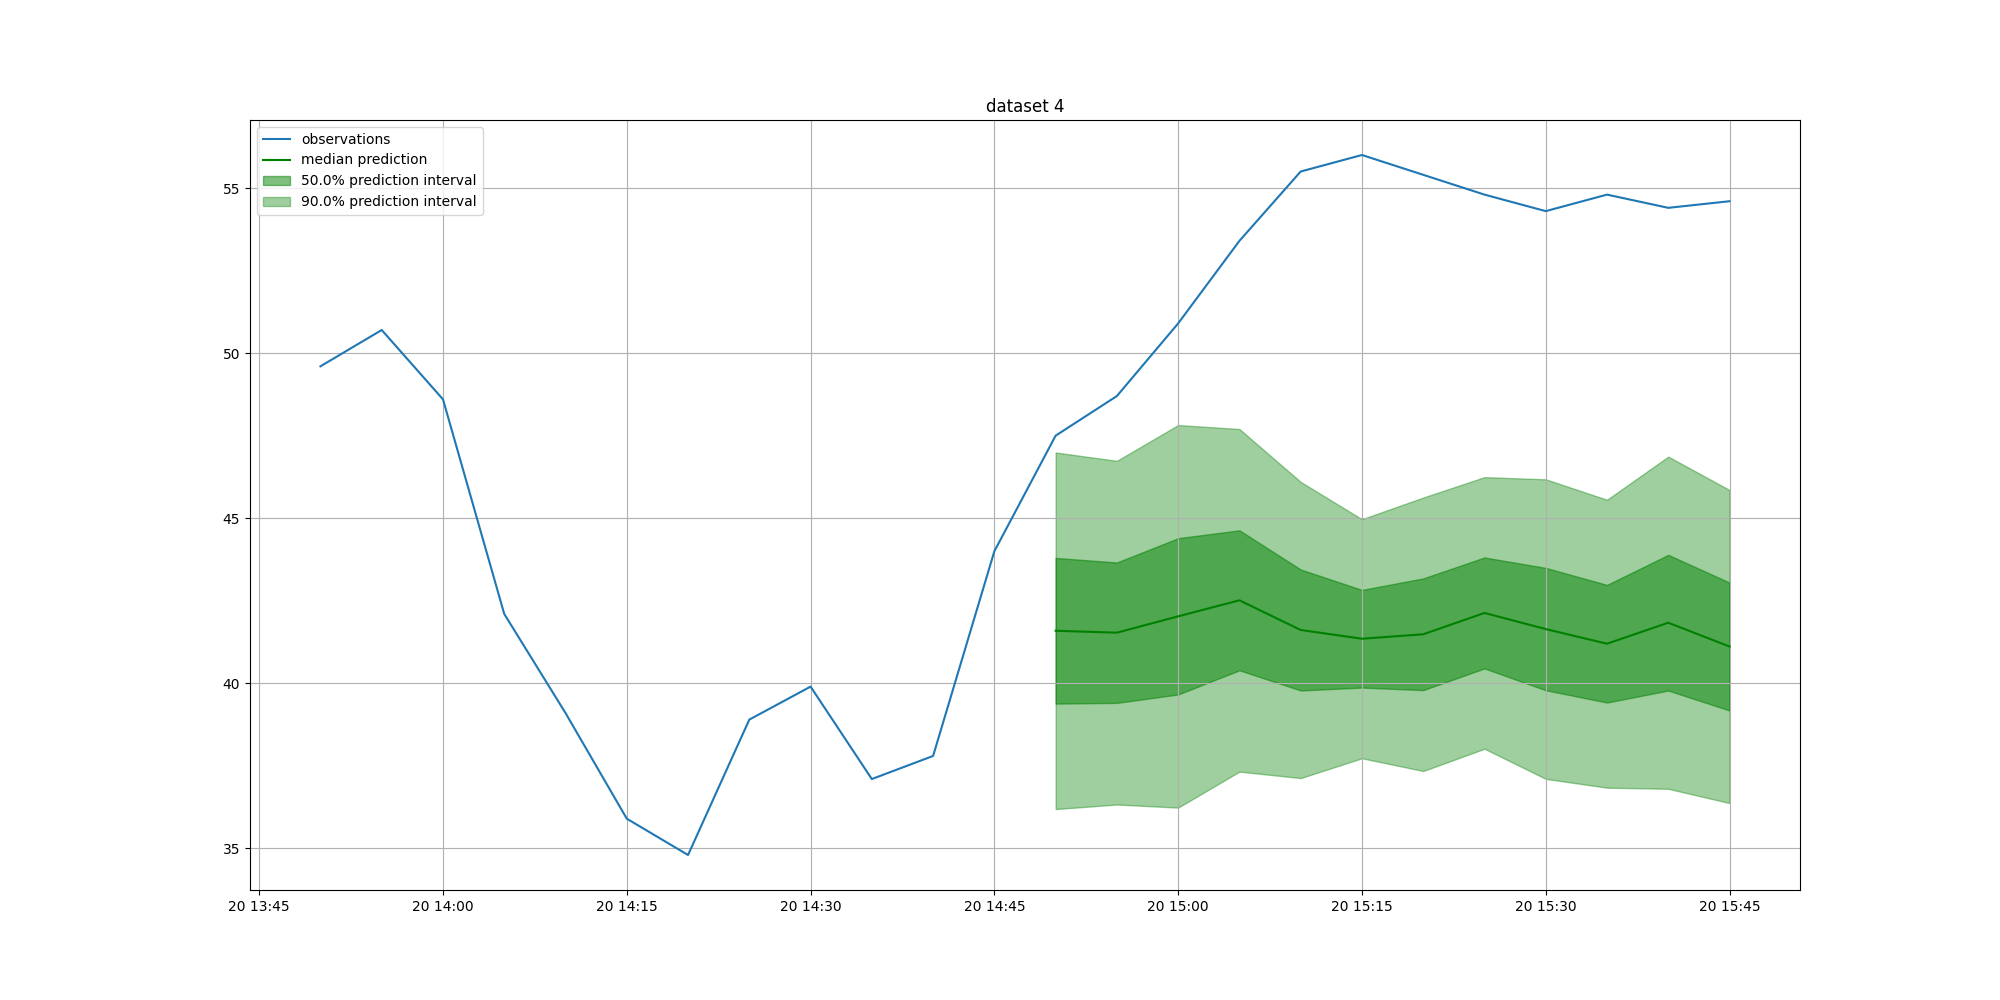 dataset 4
observations
median prediction
50.0% prediction interval
90.0% prediction interval
55
50
45
40
35
20 13:45 20 14:00 20 14:15 20 14:30 20 14:45 20 15:00 20 15:15 20 15:30 20 15:45